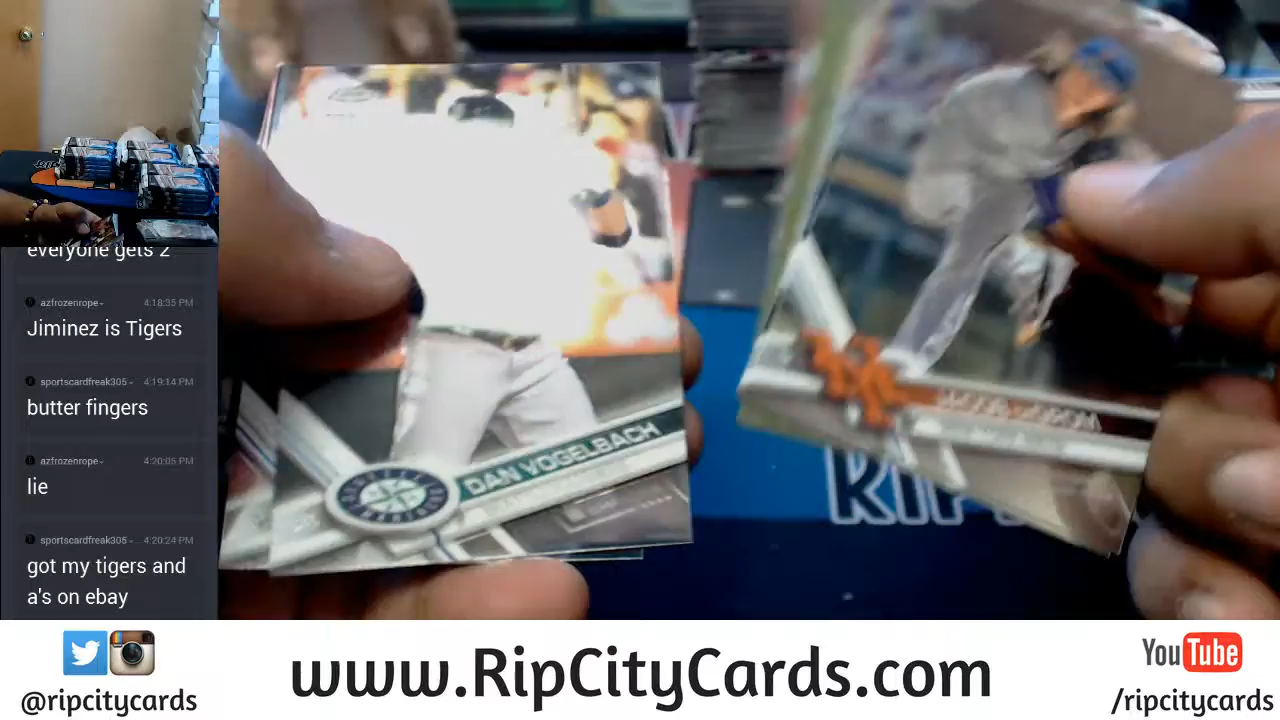 everyone gets 2
azfrozenrope-
4:18:35 PM
Jiminez is Tigers
sportscardfreak305-
4:19:14 PM
butter fingers
azfrozenrope-
4:20:05 PM
lie
sportscardfreak305-
4:20:24 PM
got my tigers and
a's on ebay
DAN VOGELBACH
RIP
@ripcitycards
www.RipCityCards.com
YouTube
/ripcitycards